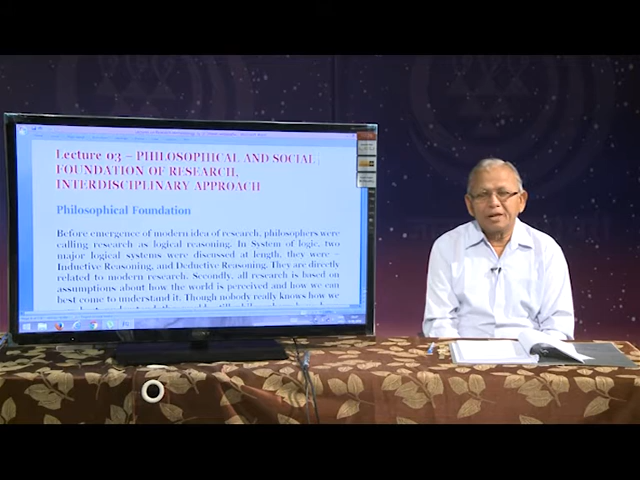 Lecture 03 – PHILOSOPHICAL AND SOCIAL
FOUNDATION OF RESEARCH,
INTERDISCIPLINARY APPROACH
Philosophical Foundation
Before emergence of modern idea of research, philosophers were
calling research as logical reasoning. In System of logic, two
major logical systems were discussed at length, they were –
Inductive Reasoning, and Deductive Reasoning. They are directly
related to modern research. Secondly, all research is based on
assumptions about how the world is perceived and how we can
best come to understand it. Though nobody really knows how we